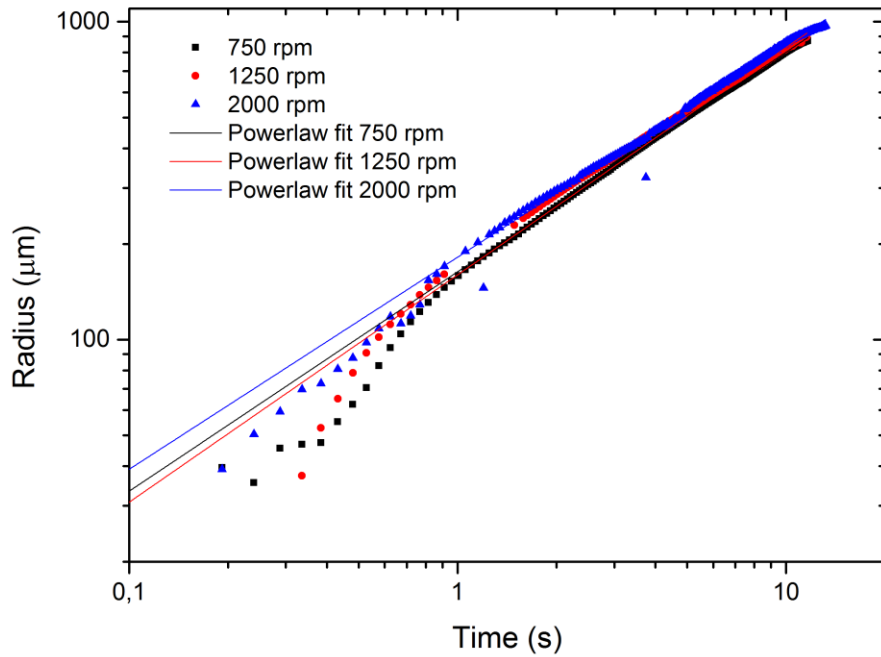 1000
750 rpm
1250 rpm
2000 rpm
Powerlaw fit 750 rpm
Powerlaw fit 1250 rpm
Powerlaw fit 2000 rpm
100
Radius (μm)
0,1
1
10
Time (s)